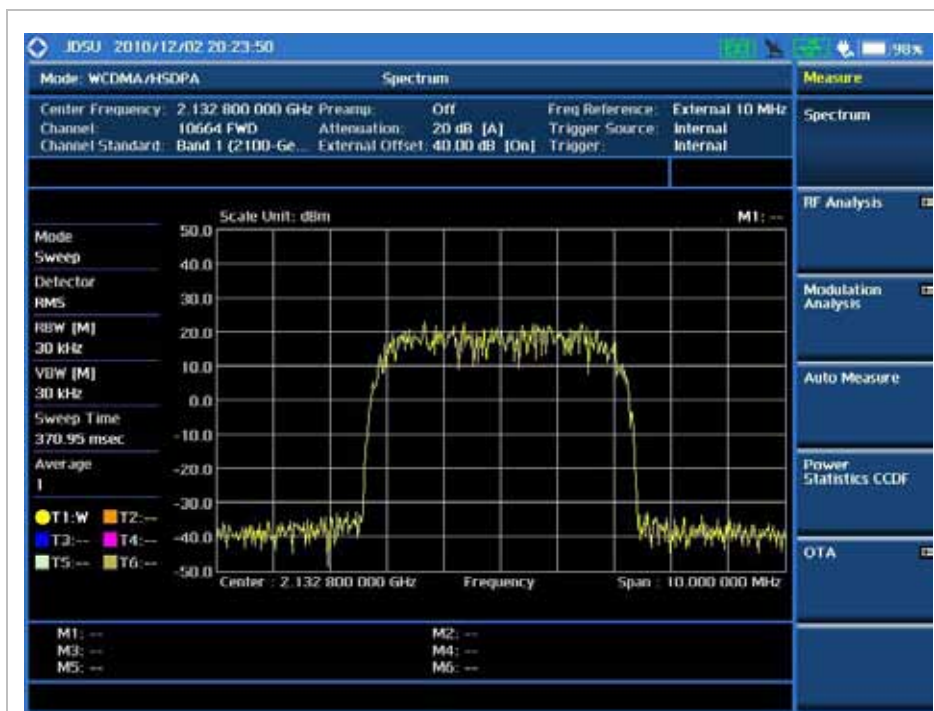 JDSU 2010/12/02 20:23:50 98%
Mode: WCDMA/HSDPA Spectrum Measure
Center Frequency: 2.132 800 000 GHz Preamp: Off Freq Reference: External 10 MHz
Channel: 10664 FWD Attenuation: 20 dB [A] Trigger Source: Internal
Channel Standard: Band 1 (2100-Ge... External Offset: 40.00 dB [On] Trigger: Internal
Spectrum
RF Analysis
Modulation
Analysis
Auto Measure
Power
Statistics CCDF
OTA
Scale Unit: dBm M1: --
Mode
Sweep
Detector
RMS
RBW [M]
30 kHz
VBW [M]
30 kHz
Sweep Time
370.95 msec
Average
1
T1:W T2:--
T3:-- T4:--
T5:-- T6:--
50.0
40.0
30.0
20.0
10.0
0.0
-10.0
-20.0
-30.0
-40.0
-50.0
Center : 2.132 800 000 GHz Frequency Span : 10.000 000 MHz
M1: -- M2: --
M3: -- M4: --
M5: -- M6: --